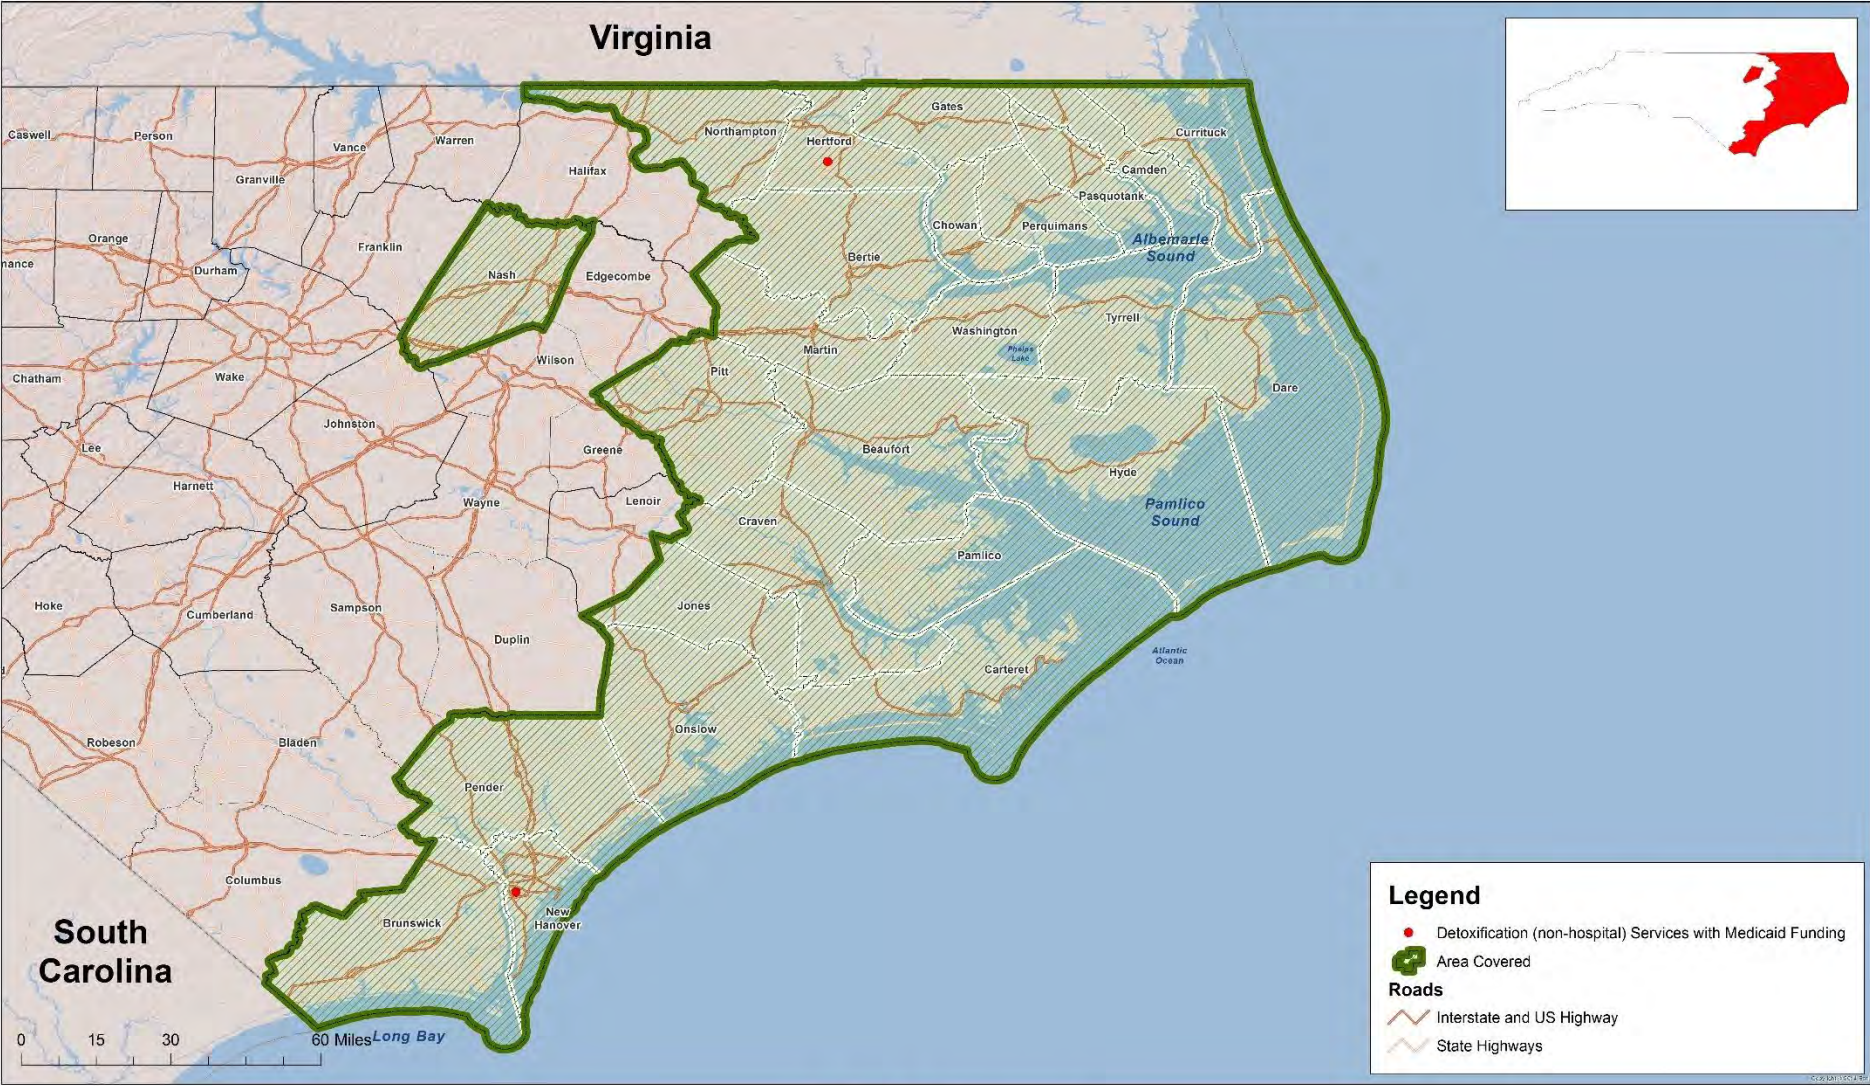 Virginia
Gates
Northampton
Currituck
Caswell
Person
Hertford
Warren
Vance
Halifax
Camden
Granville
Pasquotank
Chowan
Perquimans
Orange
Franklin
Albemarle
Sound
Bertie
mance
Durham
Nash
Edgecombe
Tyrrell
Washington
Martin
Phelps
Lake
Wilson
Pitt
Chatham
Wake
Dare
Johnston
Beaufort
Lee
Greene
Hyde
Harnett
Lenoir
Wayne
Pamlico
Sound
Craven
Pamlico
Hoke
Jones
Sampson
Cumberland
Duplin
Atlantic
Ocean
Carteret
Onslow
Robeson
Bladen
Pender
Columbus
New
Hanover
Brunswick
South
Carolina
0 15 30 60 Miles
Long Bay
Legend
Detoxification (non-hospital) Services with Medicaid Funding
Area Covered
Roads
Interstate and US Highway
State Highways